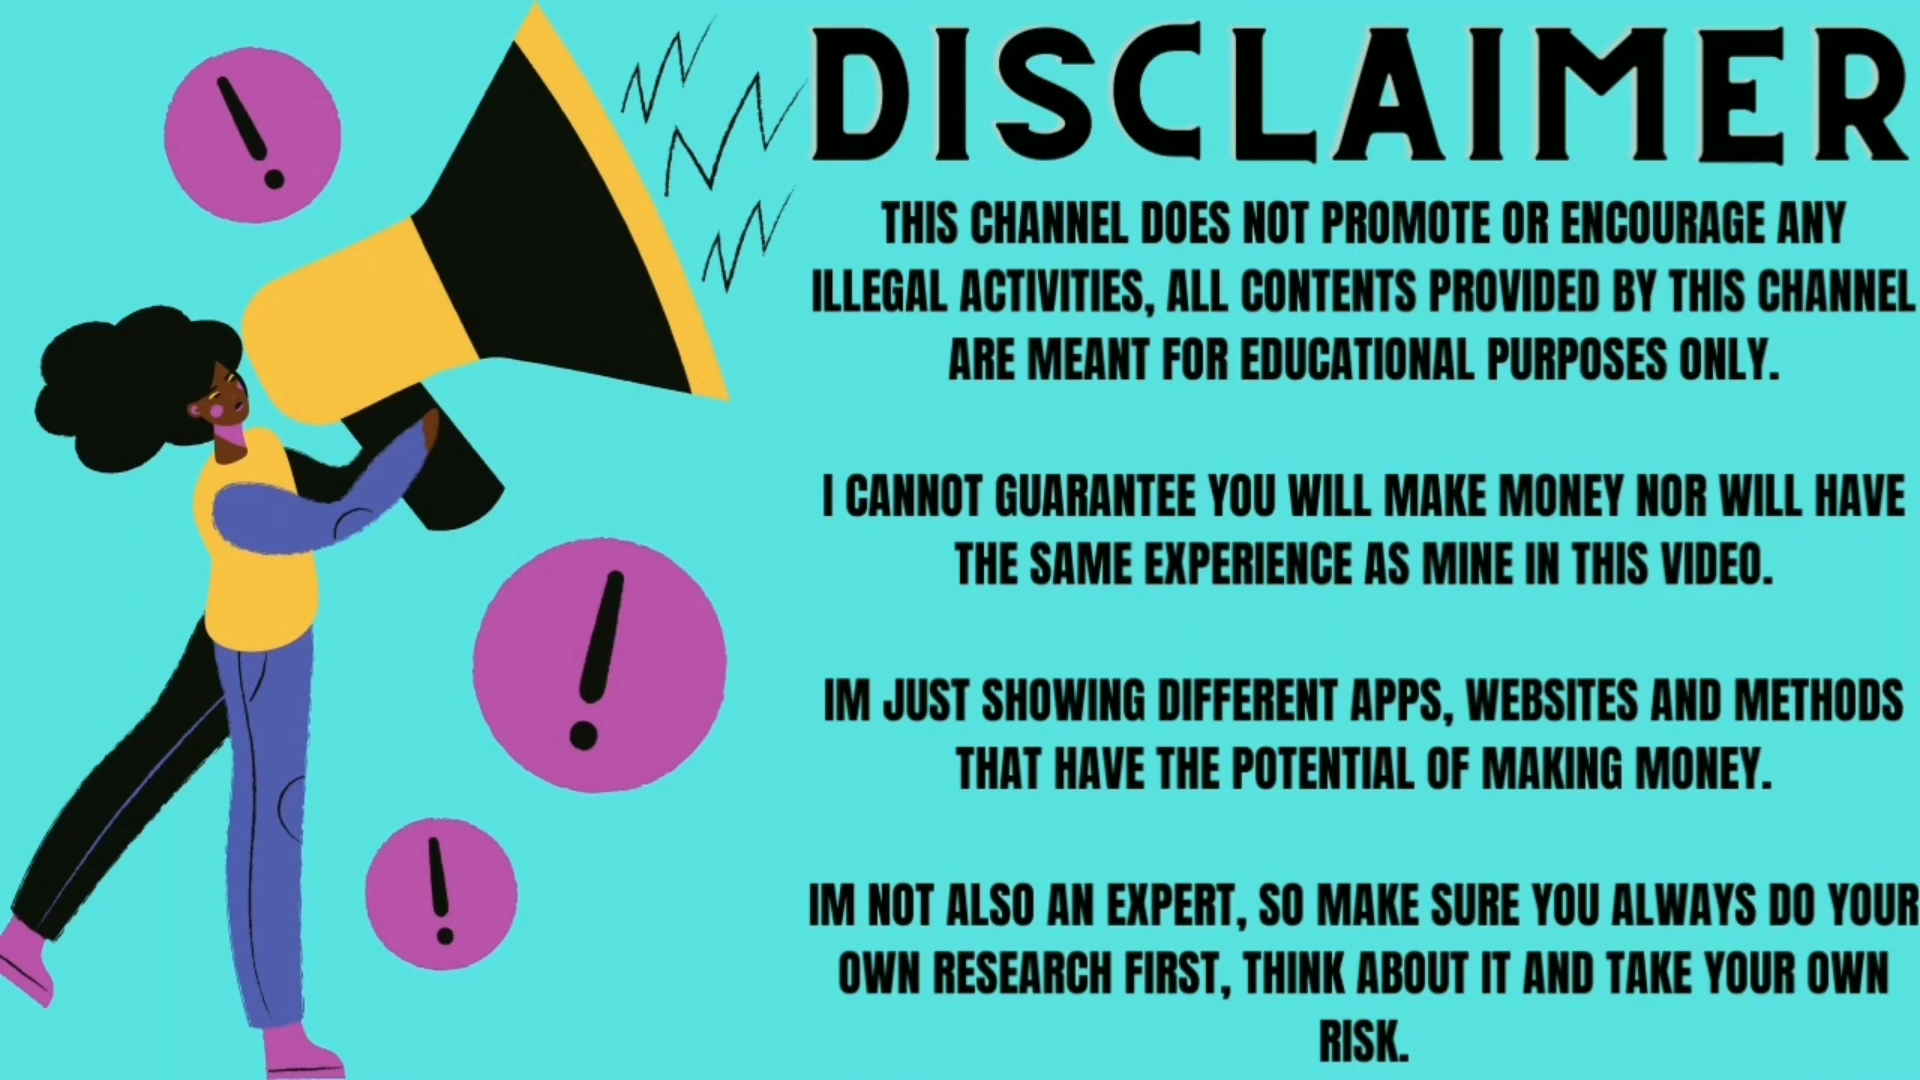 DISCLAIMER
THIS CHANNEL DOES NOT PROMOTE OR ENCOURAGE ANY
ILLEGAL ACTIVITIES, ALL CONTENTS PROVIDED BY THIS CHANNEL
ARE MEANT FOR EDUCATIONAL PURPOSES ONLY.
I CANNOT GUARANTEE YOU WILL MAKE MONEY NOR WILL HAVE
THE SAME EXPERIENCE AS MINE IN THIS VIDEO.
IM JUST SHOWING DIFFERENT APPS, WEBSITES AND METHODS
THAT HAVE THE POTENTIAL OF MAKING MONEY.
IM NOT ALSO AN EXPERT, SO MAKE SURE YOU ALWAYS DO YOUR
OWN RESEARCH FIRST, THINK ABOUT IT AND TAKE YOUR OWN
RISK.